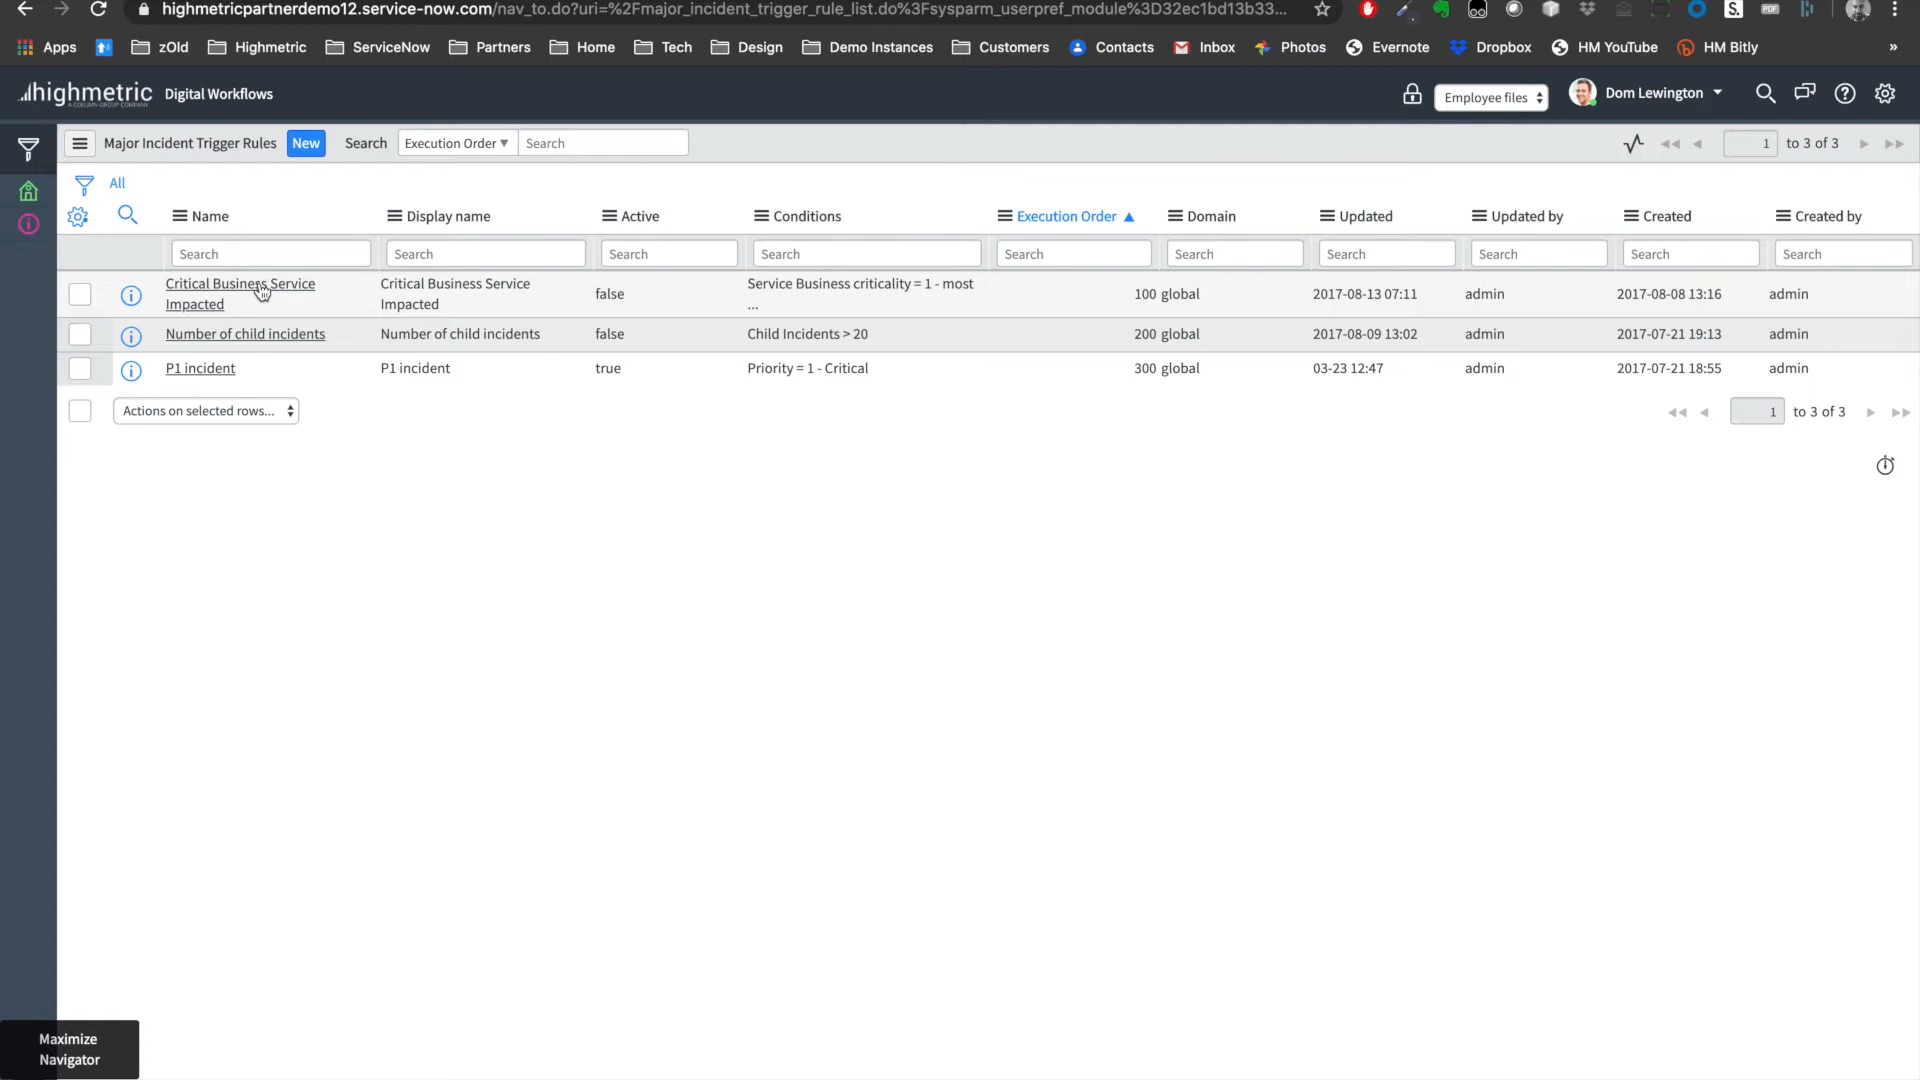 highmetricpartnerdemo12.service-now.com/nav_to.do?uri=%2Fmajor_incident_trigger_rule_list.do%3Fsysparm_userpref_module%3D32ec1bd13b33...
Apps zOld Highmetric ServiceNow Partners Home Tech Design Demo Instances Customers Contacts Inbox Photos Evernote Dropbox HM YouTube HM Bitly »
highmetric Digital Workflows Employee files Dom Lewington
A COLUMN GROUP COMPANY
Major Incident Trigger Rules New Search Execution Order Search 1 to 3 of 3
All
Name Display name Active Conditions Execution Order Domain Updated Updated by Created Created by
Search Search Search Search Search Search Search Search Search Search
Critical Business Service Impacted Critical Business Service Impacted false Service Business criticality = 1 - most ... 100 global 2017-08-13 07:11 admin 2017-08-08 13:16 admin
Number of child incidents Number of child incidents false Child Incidents > 20 200 global 2017-08-09 13:02 admin 2017-07-21 19:13 admin
P1 incident P1 incident true Priority = 1 - Critical 300 global 03-23 12:47 admin 2017-07-21 18:55 admin
Actions on selected rows... 1 to 3 of 3
Maximize
Navigator